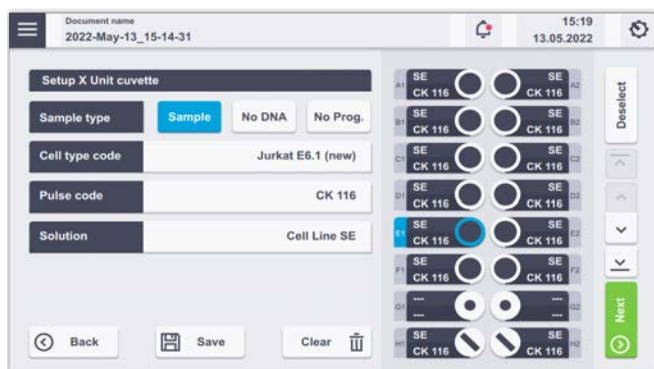 Document name
2022-May-13_15-14-31
15:19
13.05.2022
Setup X Unit cuvette
Sample type
Sample
No DNA
No Prog.
Cell type code
Jurkat E6.1 (new)
Pulse code
CK 116
Solution
Cell Line SE
Back
Save
Clear
A1 SE CK 116
SE CK 116 A2
B1 SE CK 116
SE CK 116 B2
C1 SE CK 116
SE CK 116 C2
D1 SE CK 116
SE CK 116 D2
E1 SE CK 116
SE CK 116 E2
F1 SE CK 116
SE CK 116 F2
G1 --- ---
--- --- G2
H1 SE CK 116
SE CK 116 H2
Deselect
Next